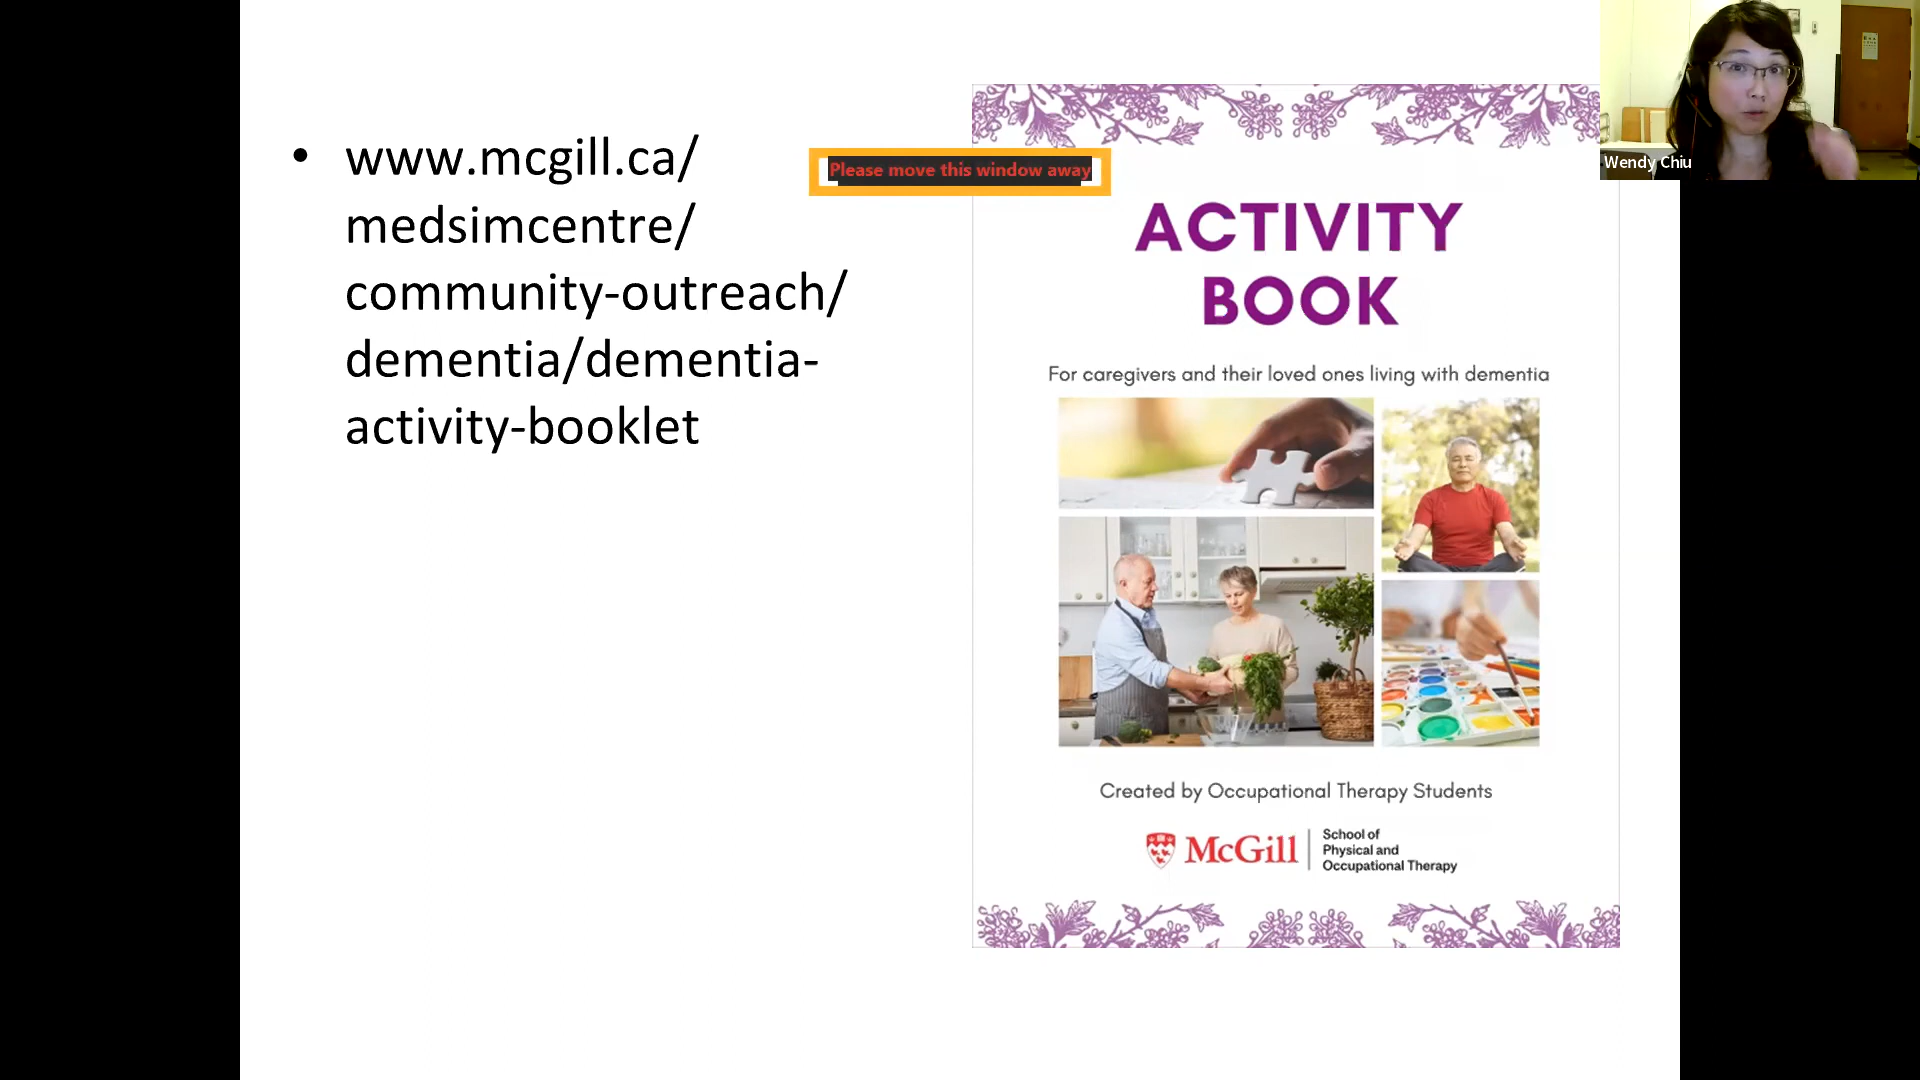 • www.mcgill.ca/
medsimcentre/
community-outreach/
dementia/dementia-
activity-booklet
Please move this window away
ACTIVITY
BOOK
For caregivers and their loved ones living with dementia
Created by Occupational Therapy Students
McGill
School of
Physical and
Occupational Therapy
Wendy Chiu